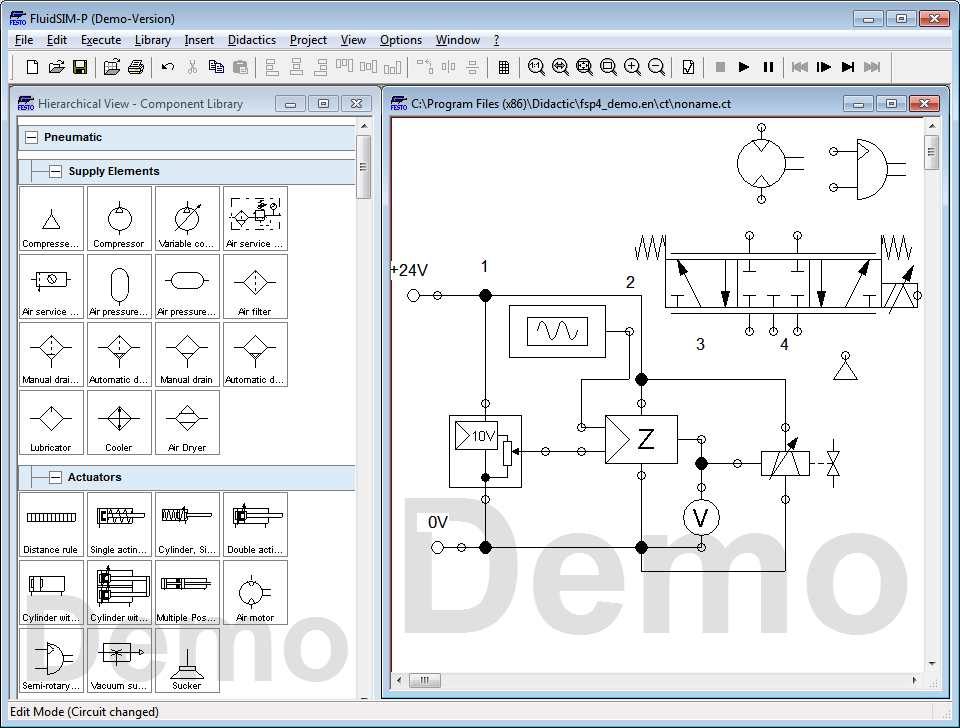 FluidSIM-P (Demo-Version)
File Edit Execute Library Insert Didactics Project View Options Window ?
Hierarchical View - Component Library
C:\Program Files (x86)\Didactic\fsp4_demo.en\ct\noname.ct
Pneumatic
Supply Elements
Compresse... Compressor Variable co... Air service ...
Air service ... Air pressure... Air pressure... Air filter
Manual drai... Automatic d... Manual drain Automatic d...
Lubricator Cooler Air Dryer
Actuators
Distance rule Single actin... Cylinder, Si... Double acti...
Cylinder wit... Cylinder wit... Multiple Pos... Air motor
Semi-rotary... Vacuum su... Sucker
Demo
+24V
1
2
3
4
10V
Z
V
0V
Demo
Edit Mode (Circuit changed)
FESTO
FESTO
FESTO